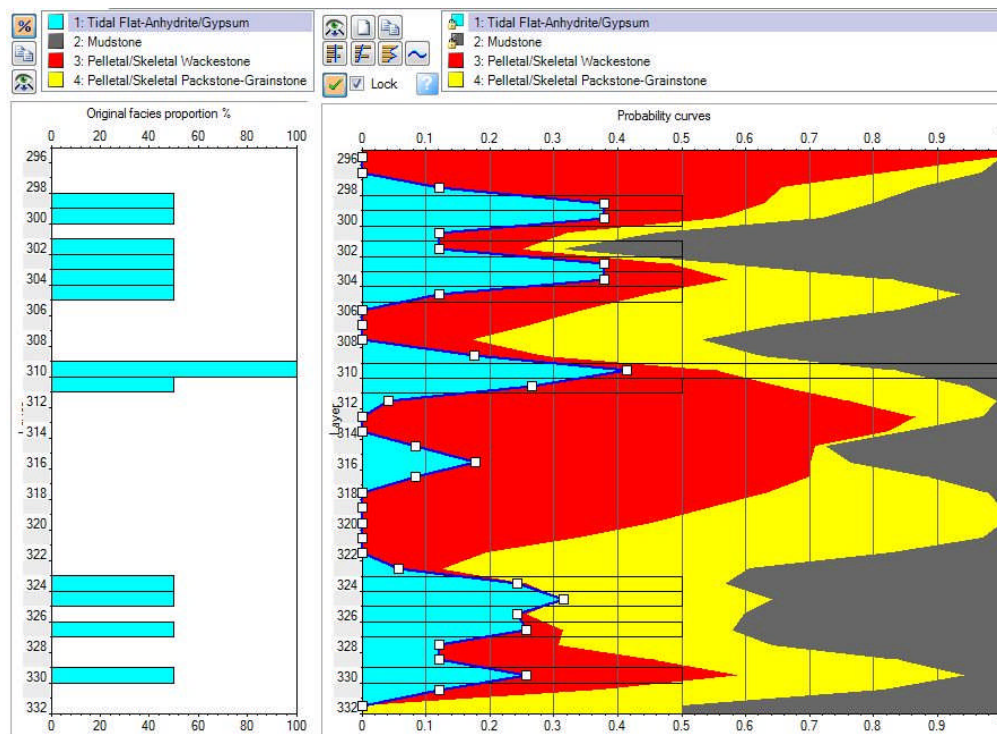 %
1: Tidal Flat-Anhydrite/Gypsum
2: Mudstone
3: Pelletal/Skeletal Wackestone
4: Pelletal/Skeletal Packstone-Grainstone
Lock
?
1: Tidal Flat-Anhydrite/Gypsum
2: Mudstone
3: Pelletal/Skeletal Wackestone
4: Pelletal/Skeletal Packstone-Grainstone
Original facies proportion %
0 20 40 60 80 100
296
298
300
302
304
306
308
310
312
314
316
318
320
322
324
326
328
330
332
0 20 40 60 80 100
Probability curves
0 0.1 0.2 0.3 0.4 0.5 0.6 0.7 0.8 0.9
Layer
296
298
300
302
304
306
308
310
312
314
316
318
320
322
324
326
328
330
332
0 0.1 0.2 0.3 0.4 0.5 0.6 0.7 0.8 0.9